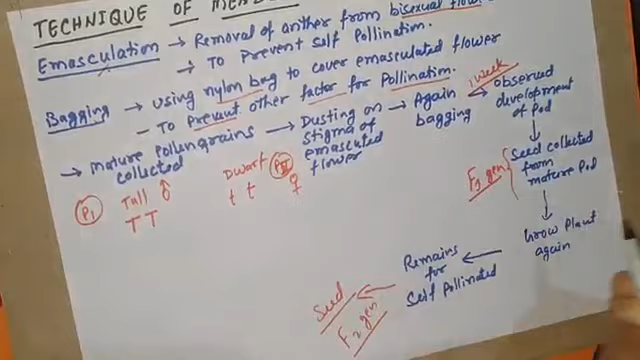 TECHNIQUE OF
Emasculation → Removal of anther from bisexual flow
→ To Prevent Self Pollination.
Bagging → Using nylon bag to cover emasculated flower
- To Prevent other factor for Pollination.
→ Mature Pollengrains collected → Dusting on stigma of emasculated flower → Again bagging → observed development of Pod
1 week
Seed collected from mature Pod
F1 gen
Grow Plant again
Remains for Self Pollinated
Seed
F2 gen
P1 Tall ♂
T T
Dwarf ♀
t t